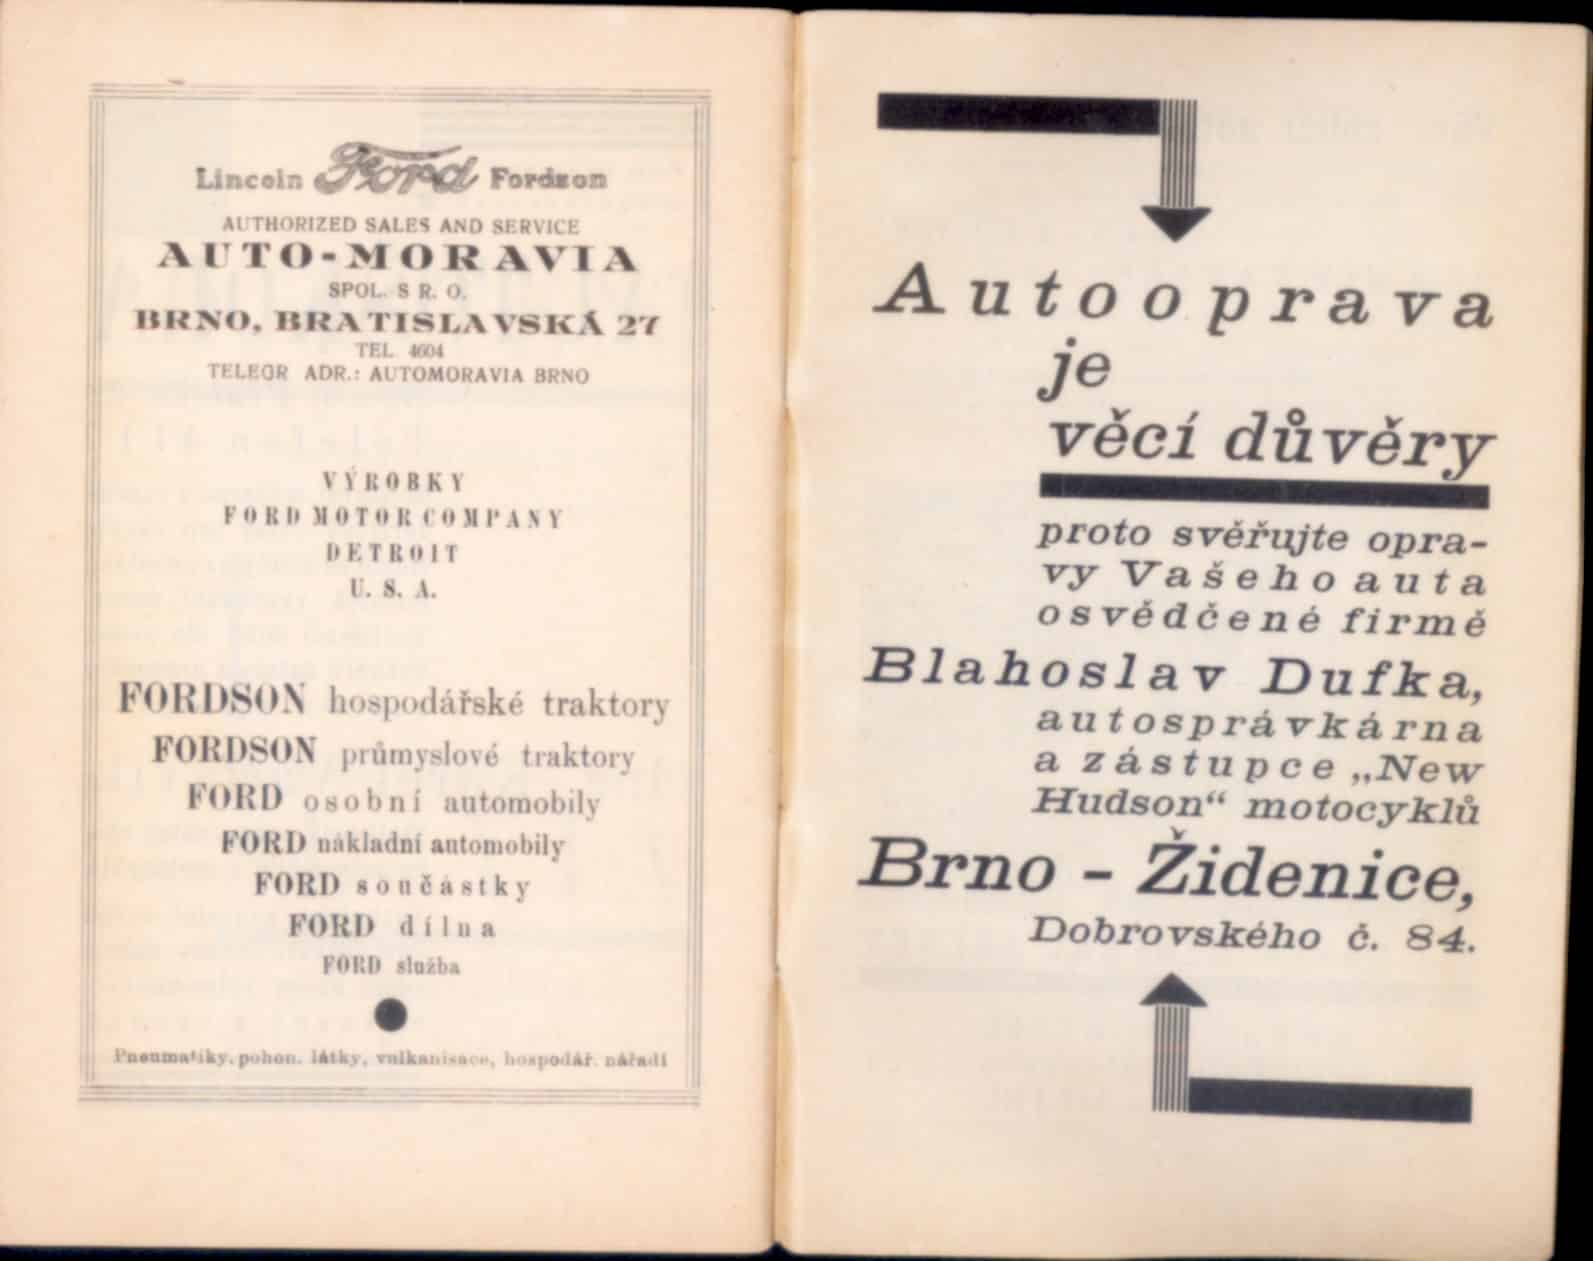 Lincoln Ford Fordson
AUTHORIZED SALES AND SERVICE
AUTO-MORAVIA
SPOL. S R. O.
BRNO, BRATISLAVSKÁ 27
TEL. 4604
TELEGR ADR.: AUTOMORAVIA BRNO
VÝROBKY
FORD MOTOR COMPANY
DETROIT
U. S. A.
FORDSON hospodářské traktory
FORDSON průmyslové traktory
FORD osobní automobily
FORD nákladní automobily
FORD součástky
FORD dílna
FORD služba
Pneumatiky, pohon. látky, vulkanisace, hospodář. nářadí
Autooprava
je
věcí důvěry
proto svěřujte opra-
vy Vašeho auta
osvědčené firmě
Blahoslav Dufka,
autosprávkárna
a zástupce „New
Hudson“ motocyklů
Brno - Židenice,
Dobrovského č. 84.